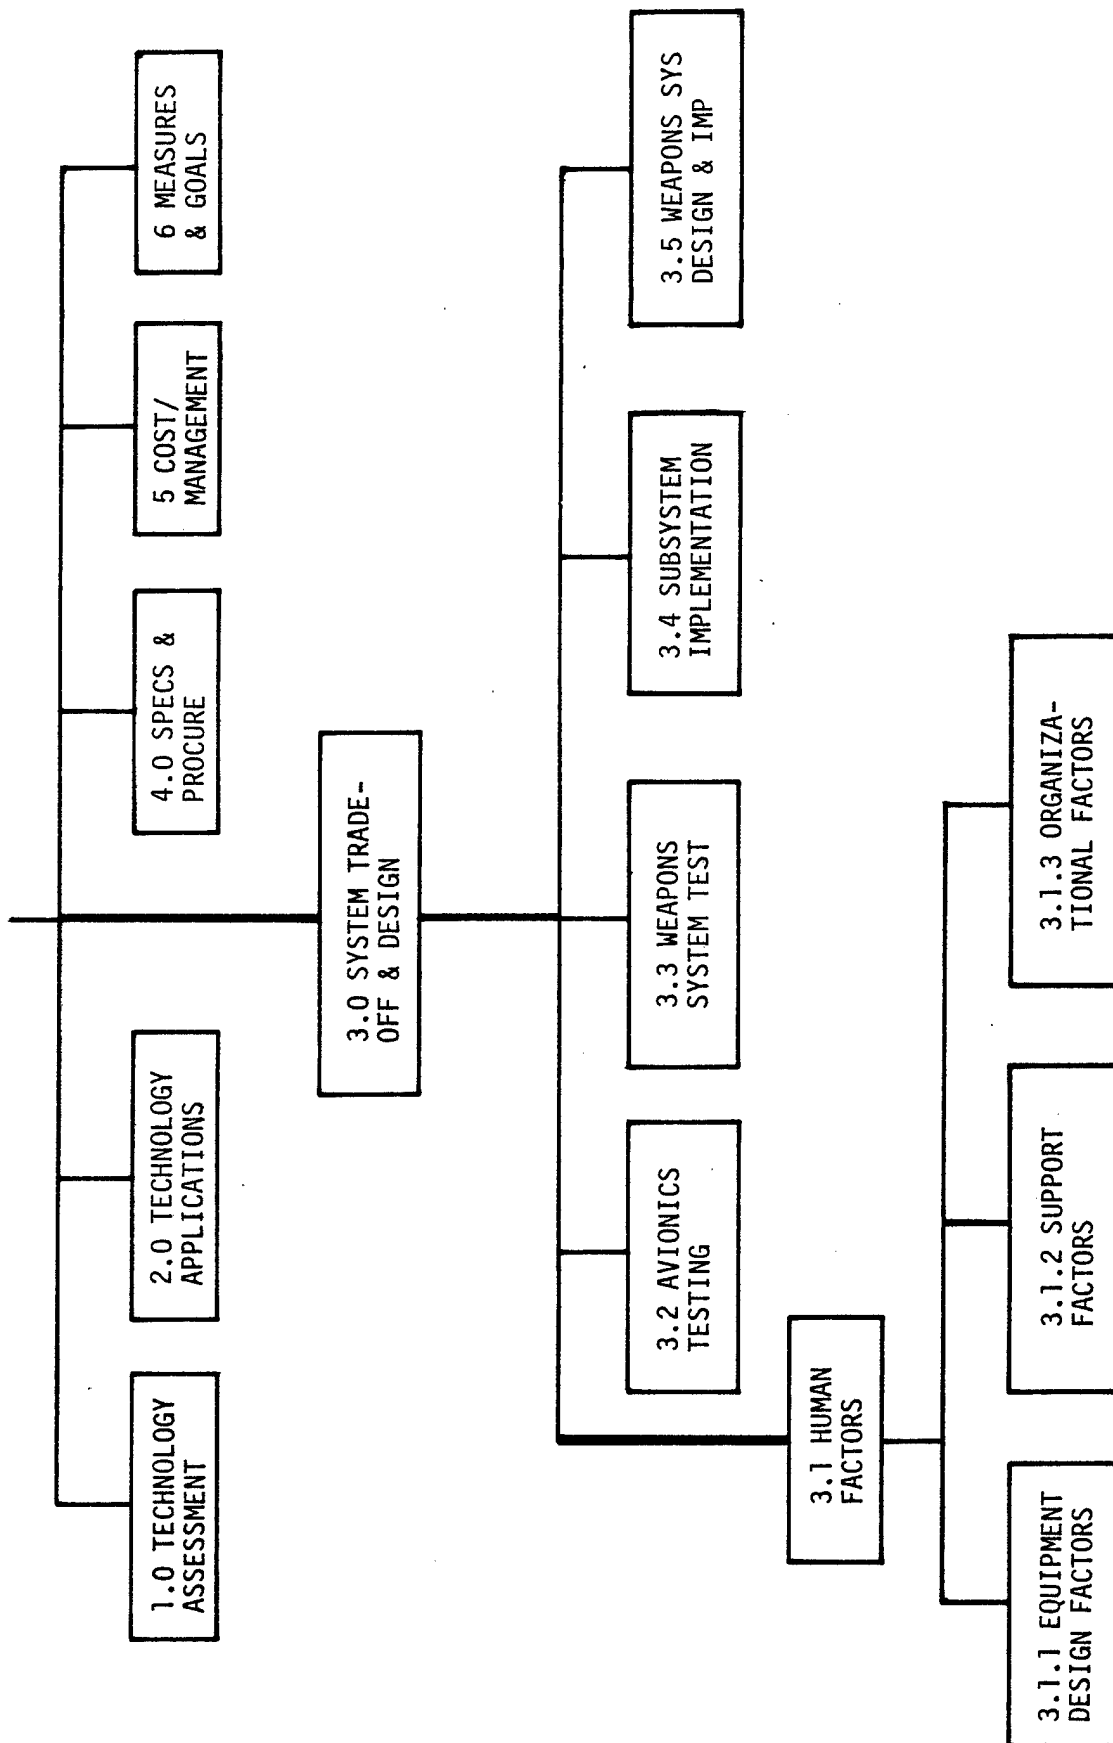 1.0 TECHNOLOGY
ASSESSMENT
2.0 TECHNOLOGY
APPLICATIONS
4.0 SPECS &
PROCURE
5 COST/
MANAGEMENT
6 MEASURES
& GOALS
3.0 SYSTEM TRADE-
OFF & DESIGN
3.2 AVIONICS
TESTING
3.3 WEAPONS
SYSTEM TEST
3.4 SUBSYSTEM
IMPLEMENTATION
3.5 WEAPONS SYS
DESIGN & IMP
3.1 HUMAN
FACTORS
3.1.1 EQUIPMENT
DESIGN FACTORS
3.1.2 SUPPORT
FACTORS
3.1.3 ORGANIZA-
TIONAL FACTORS